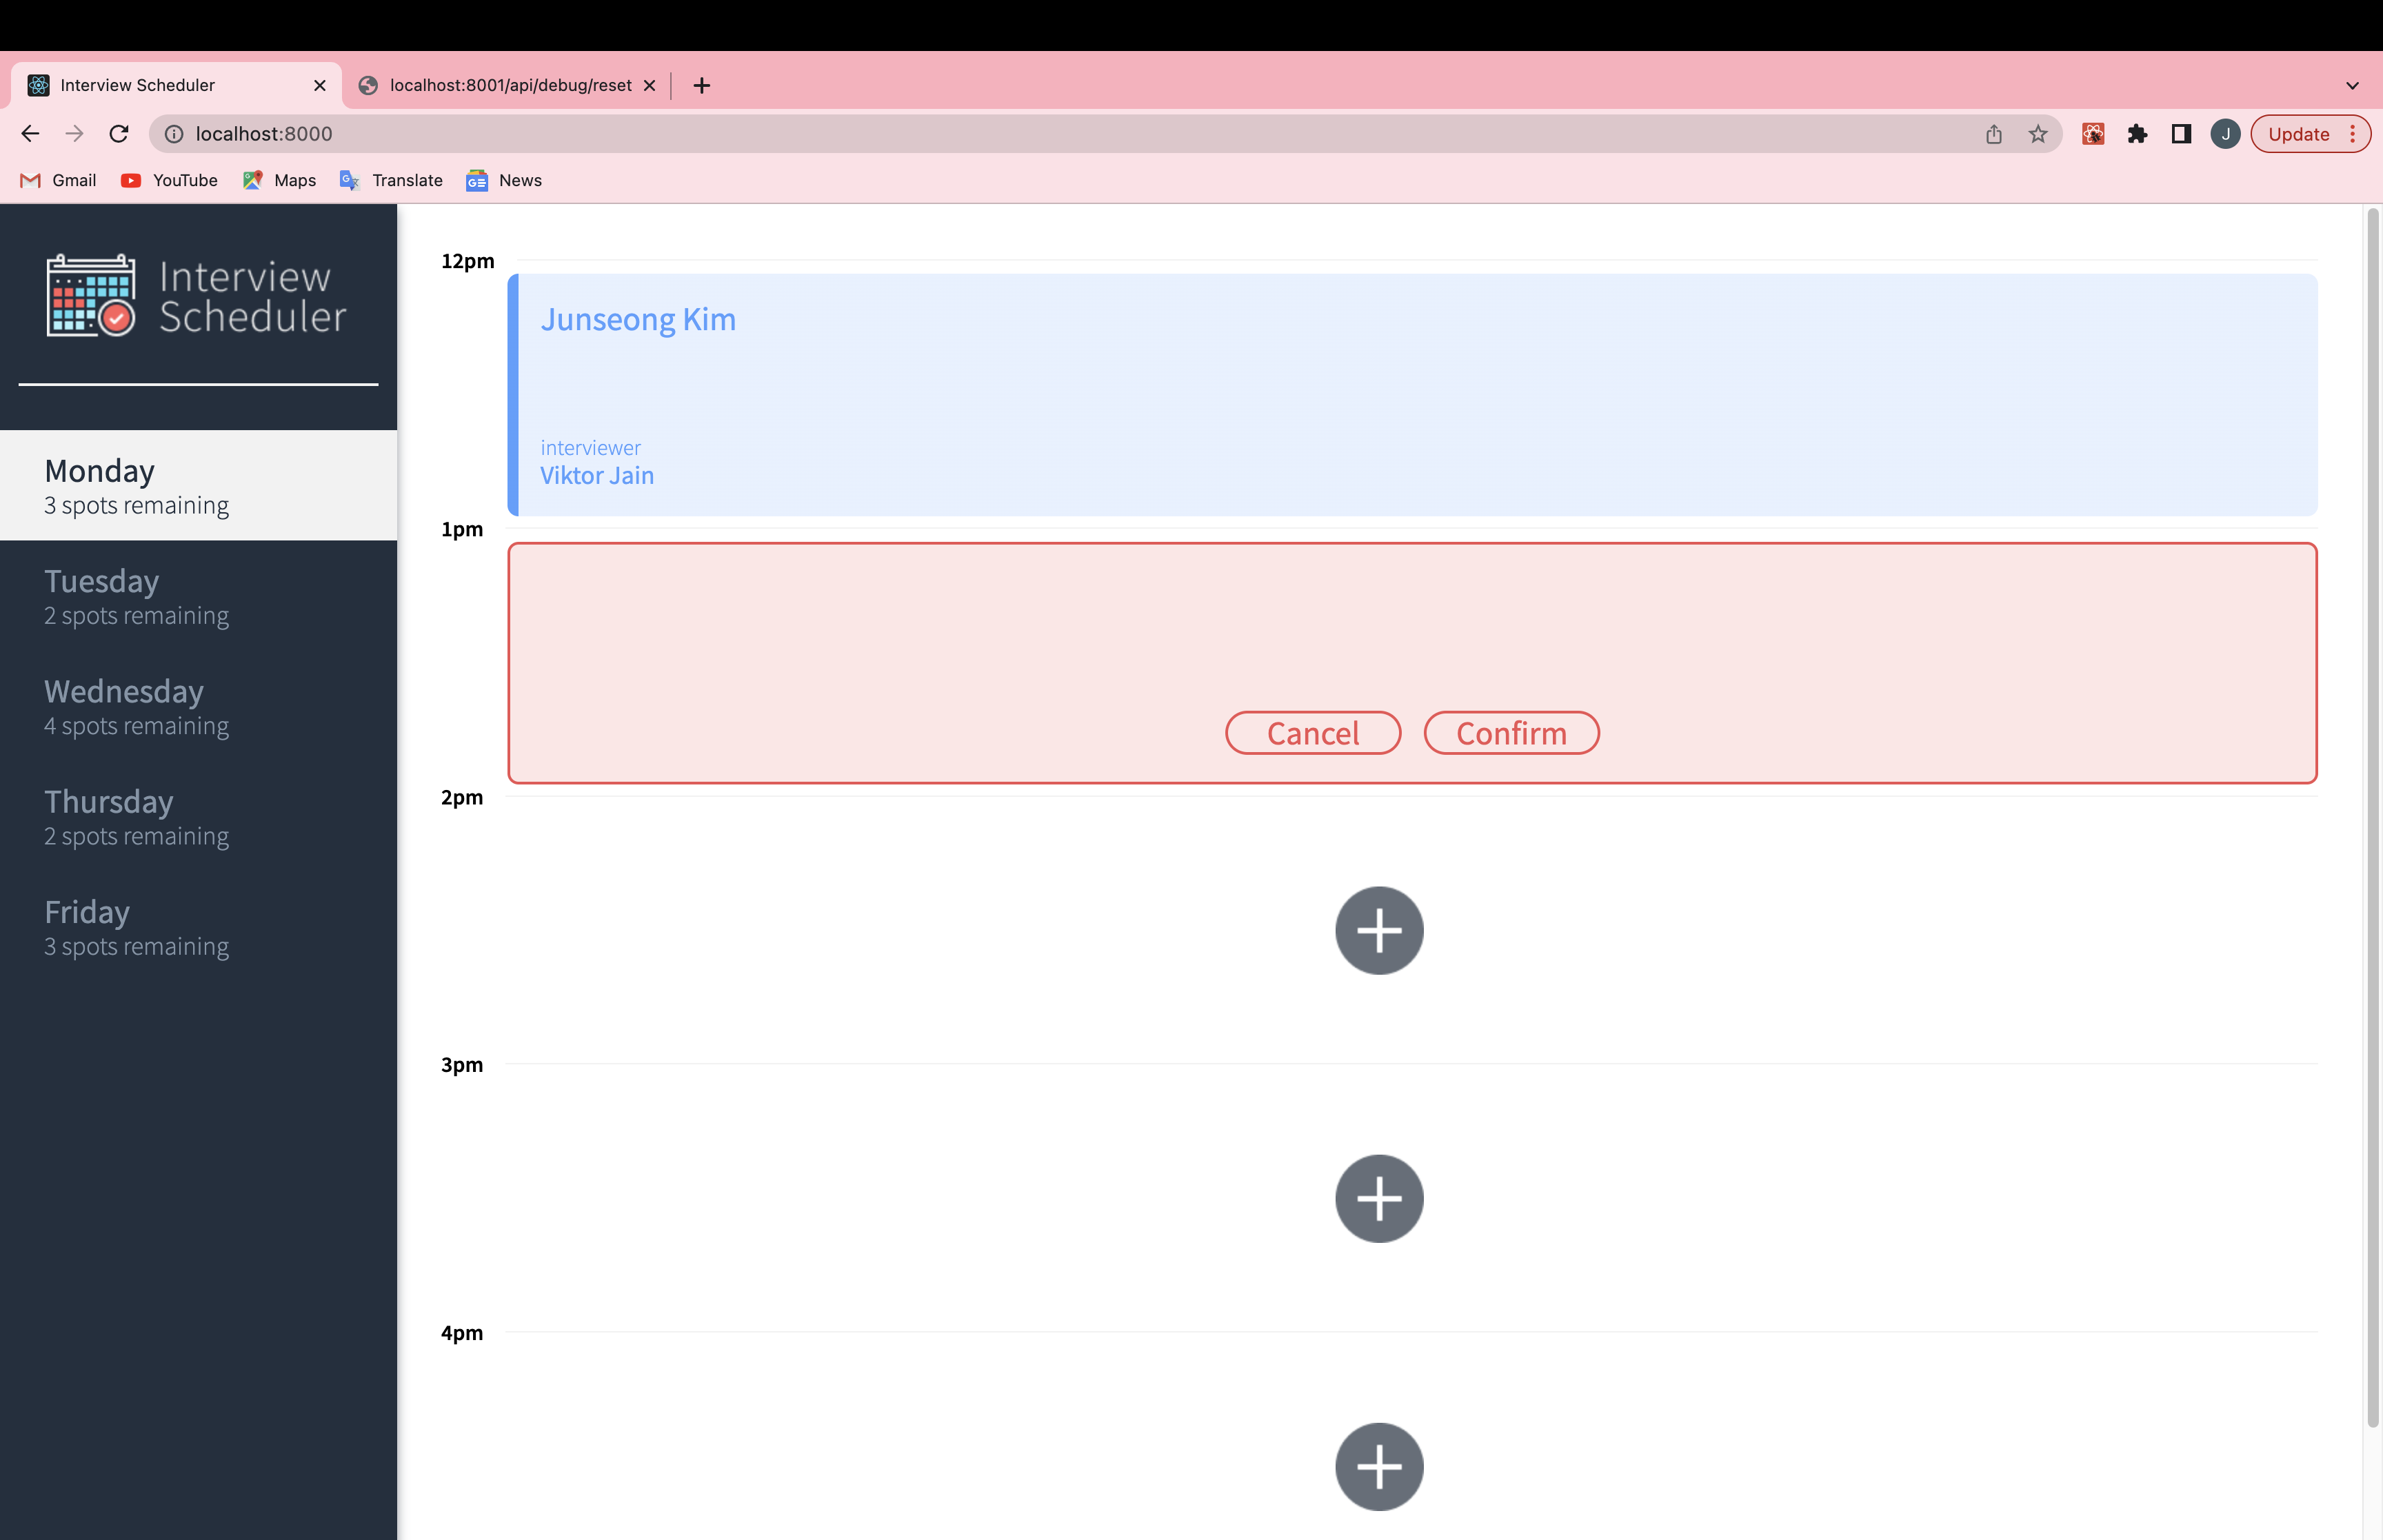 Interview Scheduler
localhost:8001/api/debug/reset
localhost:8000
J
Update
Gmail
YouTube
Maps
Translate
News
Interview
Scheduler
Monday
3 spots remaining
Tuesday
2 spots remaining
Wednesday
4 spots remaining
Thursday
2 spots remaining
Friday
3 spots remaining
12pm
Junseong Kim
interviewer
Viktor Jain
1pm
Cancel Confirm
2pm
3pm
4pm